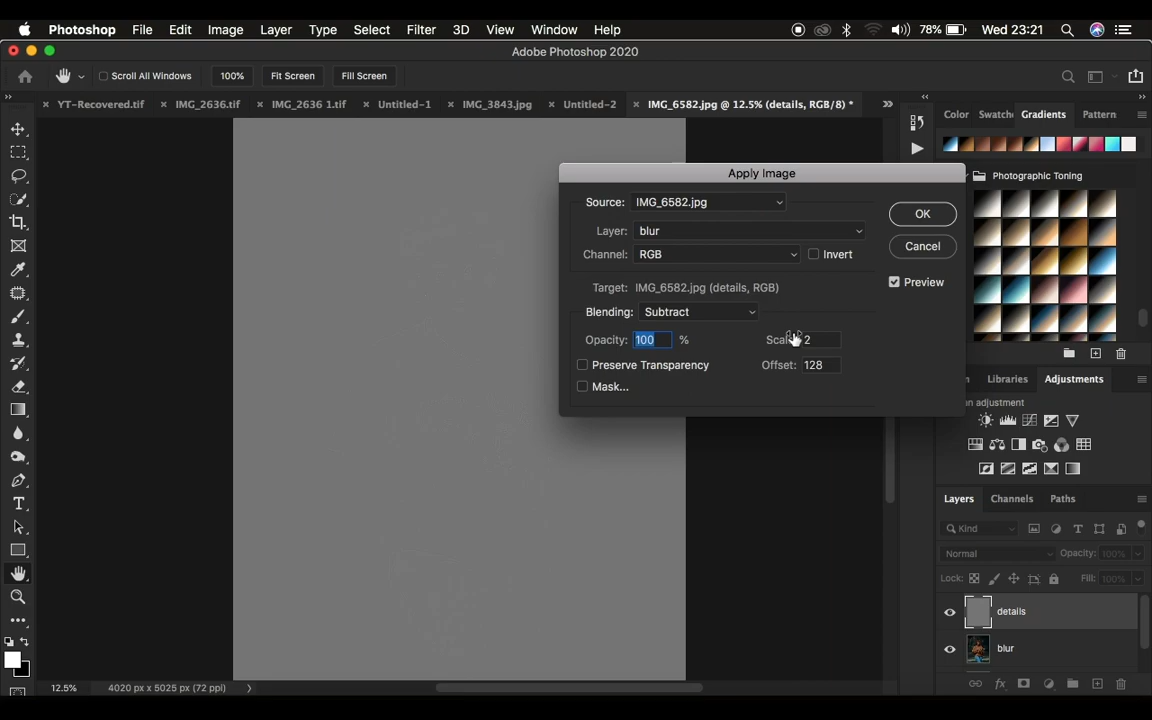 Photoshop File Edit Image Layer Type Select Filter 3D View Window Help 78% Wed 23:21
Adobe Photoshop 2020
Scroll All Windows 100% Fit Screen Fill Screen
YT-Recovered.tif IMG_2636.tif IMG_2636 1.tif Untitled-1 IMG_3843.jpg Untitled-2 IMG_6582.jpg @ 12.5% (details, RGB/8) *
Color Swatche Gradients Pattern
Photographic Toning
Apply Image
Source: IMG_6582.jpg
OK
Layer: blur
Cancel
Channel: RGB Invert
Preview
Target: IMG_6582.jpg (details, RGB)
Blending: Subtract
Opacity: 100 % Scal 2
Preserve Transparency Offset: 128
Mask...
n Libraries Adjustments
on adjustment
Layers Channels Paths
Kind
Normal Opacity: 100%
Lock: Fill: 100%
details
blur
12.5% 4020 px x 5025 px (72 ppi)